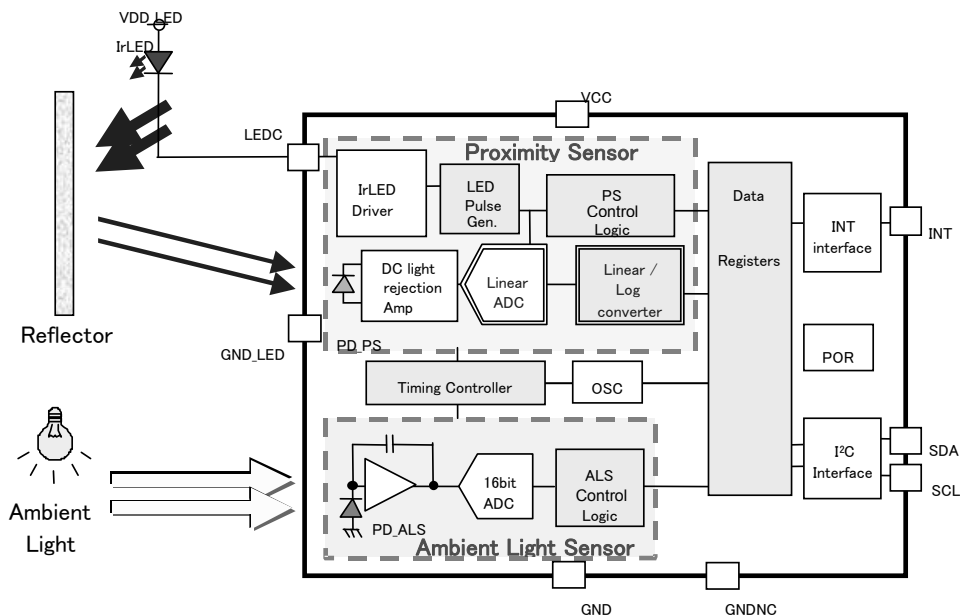 VDD_LED
IrLED
VCC
LEDC
Proximity Sensor
IrLED
Driver
LED
Pulse
Gen.
PS
Control
Logic
Data
Registers
INT
interface
INT
DC light
rejection
Amp
Linear
ADC
Linear /
Log
converter
Reflector
GND_LED
PD_PS
POR
Timing Controller
OSC
Ambient
Light
PD_ALS
16bit
ADC
ALS
Control
Logic
I²C
Interface
SDA
SCL
Ambient Light Sensor
GND
GNDNC